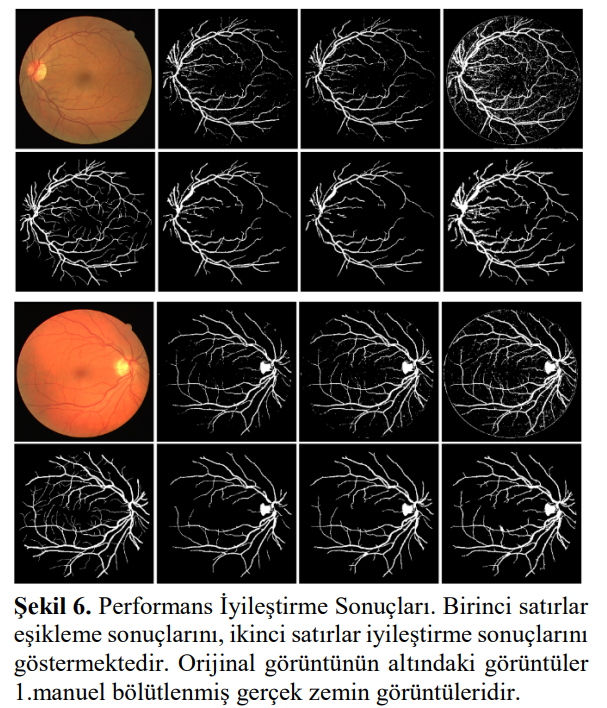 Şekil 6. Performans İyileştirme Sonuçları. Birinci satırlar
eşikleme sonuçlarını, ikinci satırlar iyileştirme sonuçlarını
göstermektedir. Orijinal görüntünün altındaki görüntüler
1.manuel bölütlenmiş gerçek zemin görüntüleridir.